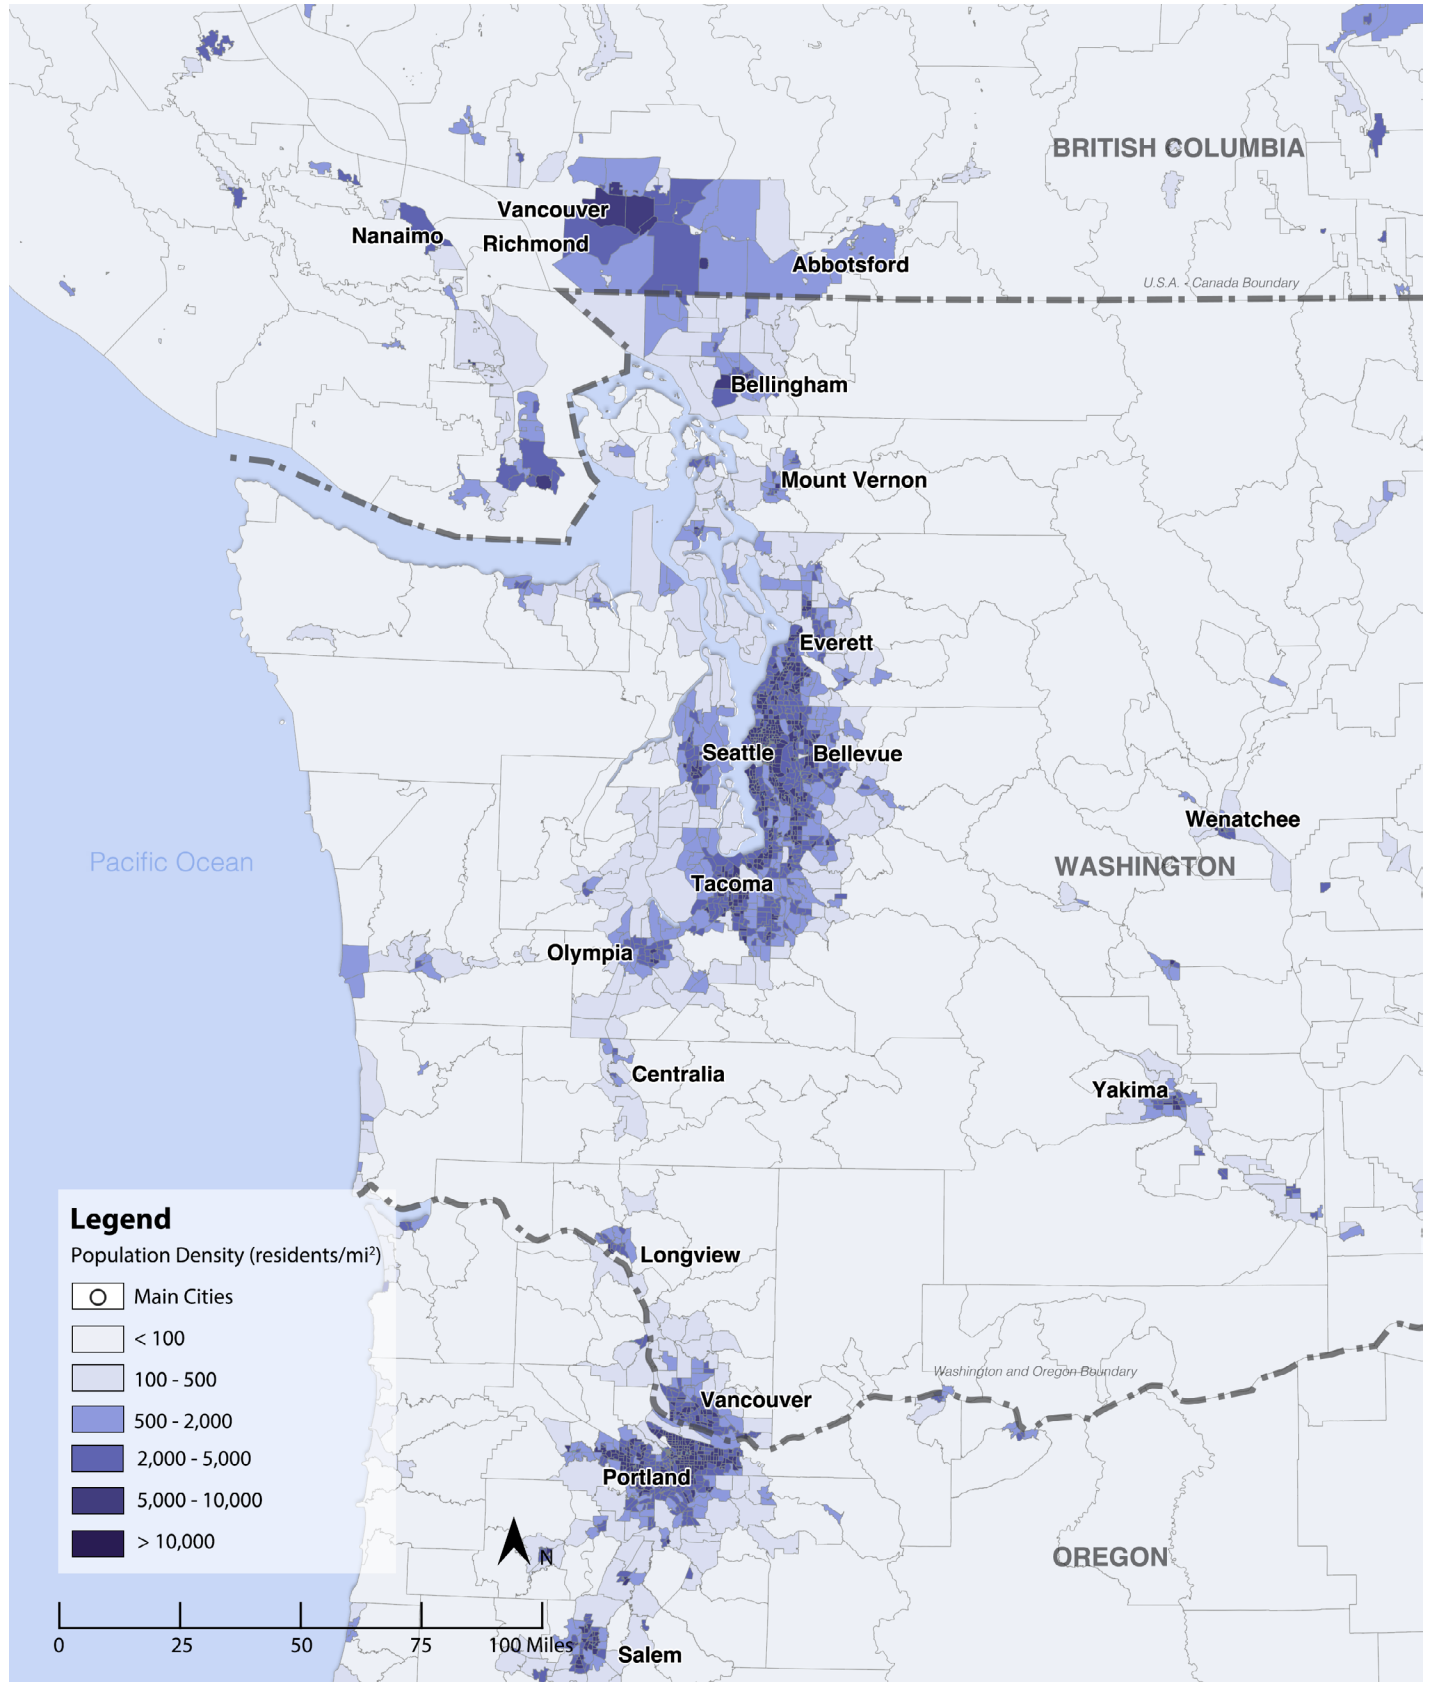 BRITISH COLUMBIA
Vancouver
Nanaimo
Richmond
Abbotsford
U.S.A. - Canada Boundary
Bellingham
Mount Vernon
Everett
Seattle
Bellevue
Wenatchee
Pacific Ocean
WASHINGTON
Tacoma
Olympia
Centralia
Yakima
Legend
Population Density (residents/mi²)
Main Cities
< 100
100 - 500
500 - 2,000
2,000 - 5,000
5,000 - 10,000
> 10,000
Longview
Washington and Oregon Boundary
Vancouver
Portland
N
OREGON
0 25 50 75 100 Miles
Salem